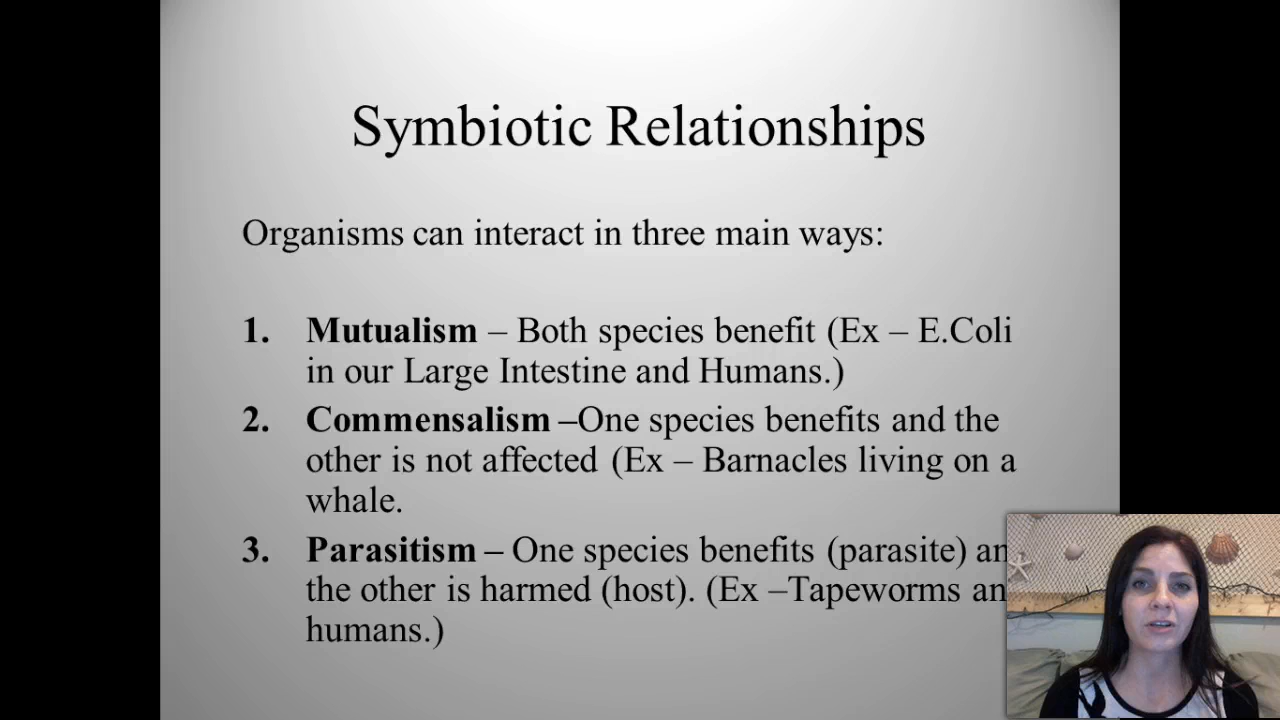 Symbiotic Relationships
Organisms can interact in three main ways:
1. Mutualism – Both species benefit (Ex – E.Coli
in our Large Intestine and Humans.)
2. Commensalism –One species benefits and the
other is not affected (Ex – Barnacles living on a
whale.
3. Parasitism – One species benefits (parasite) an
the other is harmed (host). (Ex –Tapeworms an
humans.)